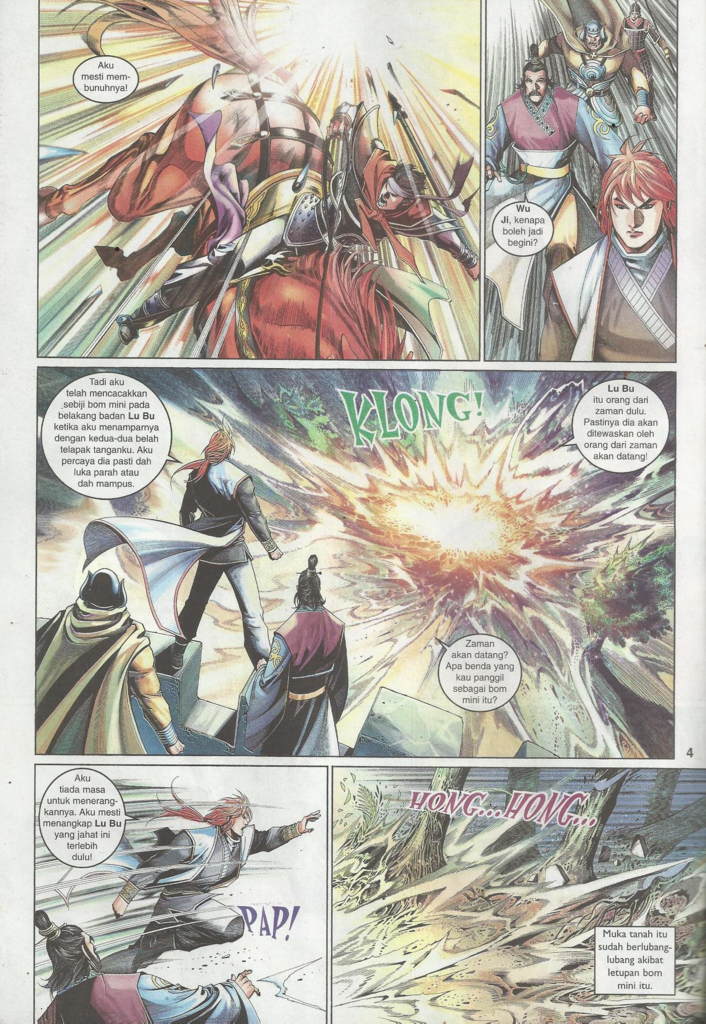 Aku
mesti mem-
bunuhnya!
Wu
Ji, kenapa
boleh jadi
begini?
Tadi aku
telah mencacakkan
sebiji bom mini pada
belakang badan Lu Bu
ketika aku menamparnya
dengan kedua-dua belah
telapak tanganku. Aku
percaya dia pasti dah
luka parah atau
dah mampus.
KLONG!
Lu Bu
itu orang dari
zaman dulu.
Pastinya dia akan
ditewaskan oleh
orang dari zaman
akan datang!
Zaman
akan datang?
Apa benda yang
kau panggil
sebagai bom
mini itu?
4
Aku
tiada masa
untuk menerang-
kannya. Aku mesti
menangkap Lu Bu
yang jahat ini
terlebih
dulu!
PAP!
HONG...HONG...
Muka tanah itu
sudah berlubang-
lubang akibat
letupan bom
mini itu.